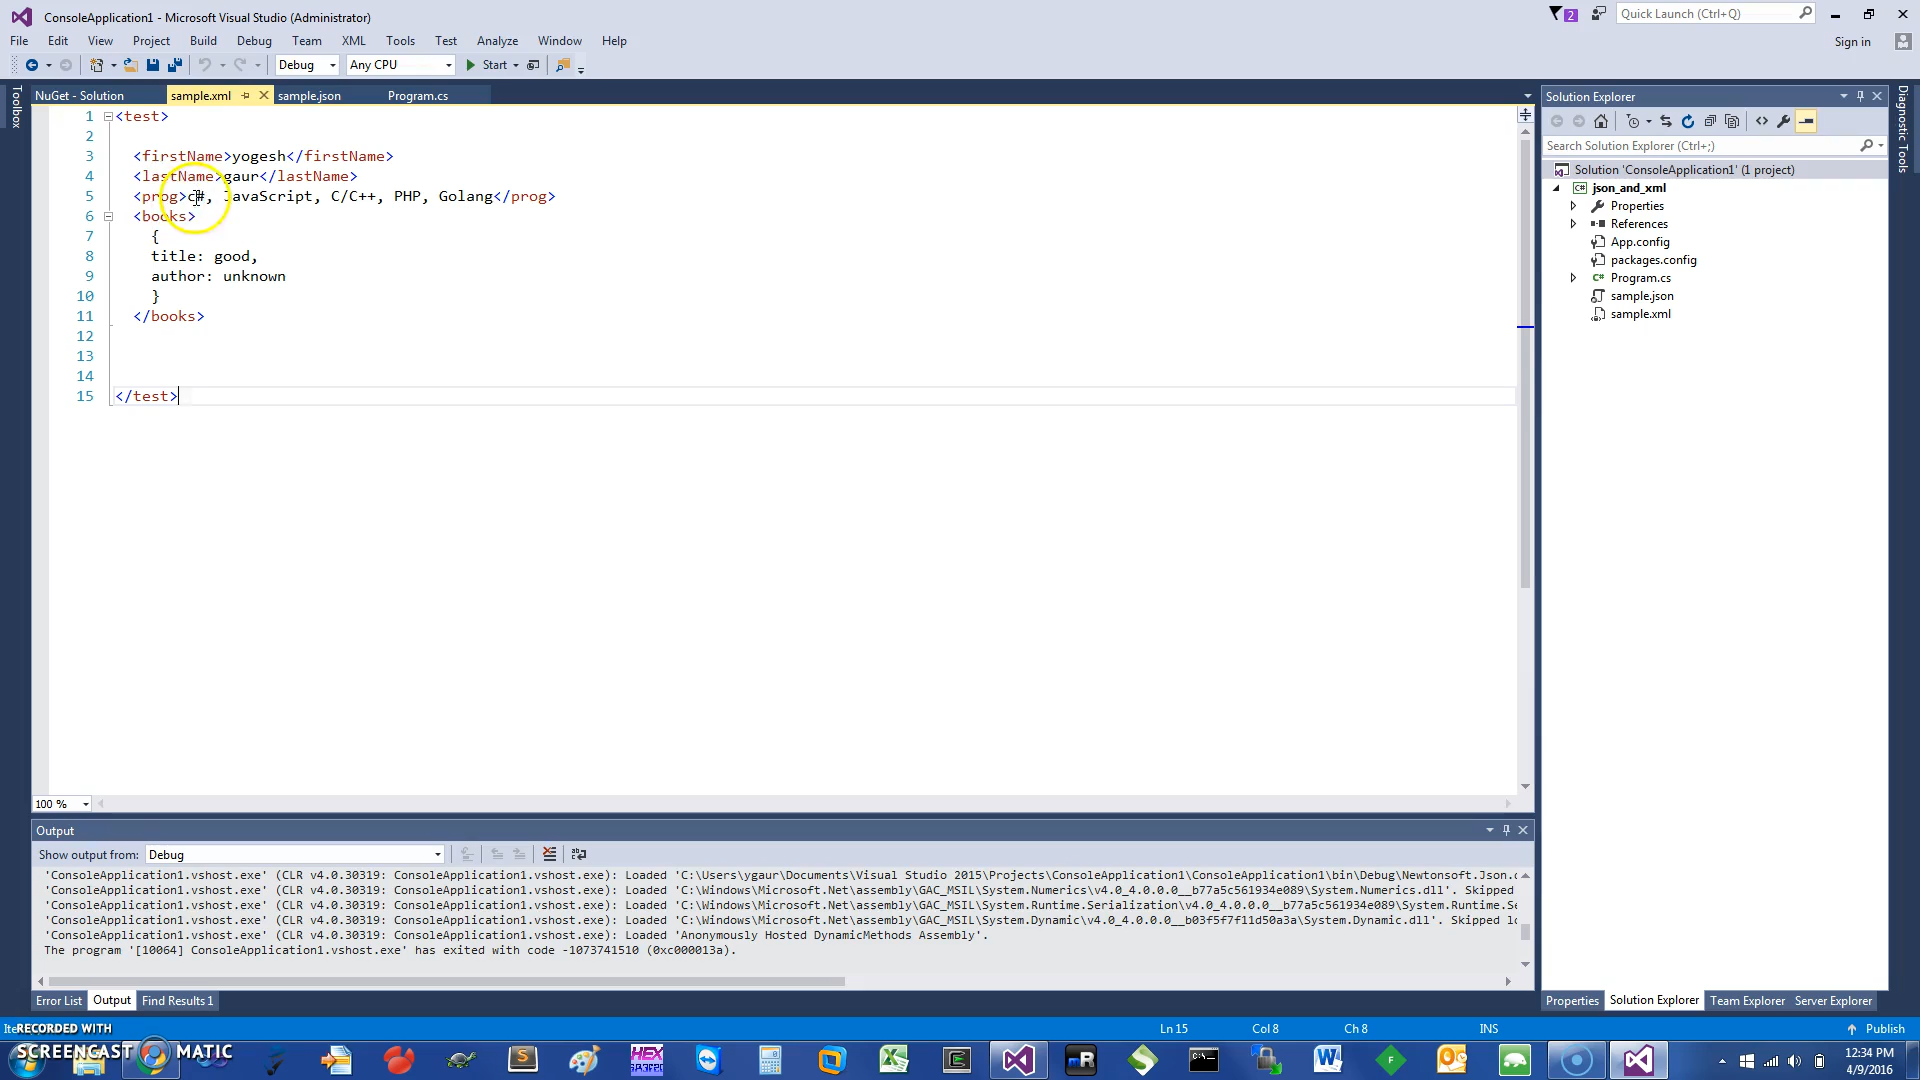 ConsoleApplication1 - Microsoft Visual Studio (Administrator)
2
Quick Launch (Ctrl+Q)
File Edit View Project Build Debug Team XML Tools Test Analyze Window Help
Sign in
Debug Any CPU Start
Toolbox
NuGet - Solution sample.xml sample.json Program.cs
1 <test>
2
3 <firstName>yogesh</firstName>
4 <lastName>gaur</lastName>
5 <prog>c#, JavaScript, C/C++, PHP, Golang</prog>
6 <books>
7 {
8 title: good,
9 author: unknown
10 }
11 </books>
12
13
14
15 </test>
100 %
Solution Explorer
Search Solution Explorer (Ctrl+;)
Solution 'ConsoleApplication1' (1 project)
json_and_xml
Properties
References
App.config
packages.config
Program.cs
sample.json
sample.xml
Diagnostic Tools
Output
Show output from: Debug
'ConsoleApplication1.vshost.exe' (CLR v4.0.30319: ConsoleApplication1.vshost.exe): Loaded 'C:\Users\ygaur\Documents\Visual Studio 2015\Projects\ConsoleApplication1\ConsoleApplication1\bin\Debug\Newtonsoft.Json.
'ConsoleApplication1.vshost.exe' (CLR v4.0.30319: ConsoleApplication1.vshost.exe): Loaded 'C:\Windows\Microsoft.Net\assembly\GAC_MSIL\System.Numerics\v4.0_4.0.0.0__b77a5c561934e089\System.Numerics.dll'. Skipped
'ConsoleApplication1.vshost.exe' (CLR v4.0.30319: ConsoleApplication1.vshost.exe): Loaded 'C:\Windows\Microsoft.Net\assembly\GAC_MSIL\System.Runtime.Serialization\v4.0_4.0.0.0__b77a5c561934e089\System.Runtime.Se
'ConsoleApplication1.vshost.exe' (CLR v4.0.30319: ConsoleApplication1.vshost.exe): Loaded 'C:\Windows\Microsoft.Net\assembly\GAC_MSIL\System.Dynamic\v4.0_4.0.0.0__b03f5f7f11d50a3a\System.Dynamic.dll'. Skipped lo
'ConsoleApplication1.vshost.exe' (CLR v4.0.30319: ConsoleApplication1.vshost.exe): Loaded 'Anonymously Hosted DynamicMethods Assembly'.
The program '[10064] ConsoleApplication1.vshost.exe' has exited with code -1073741510 (0xc000013a).
Error List Output Find Results 1
Properties Solution Explorer Team Explorer Server Explorer
Ln 15 Col 8 Ch 8 INS Publish
RECORDED WITH
SCREENCAST MATIC
HEX
mR
12:34 PM
4/9/2016